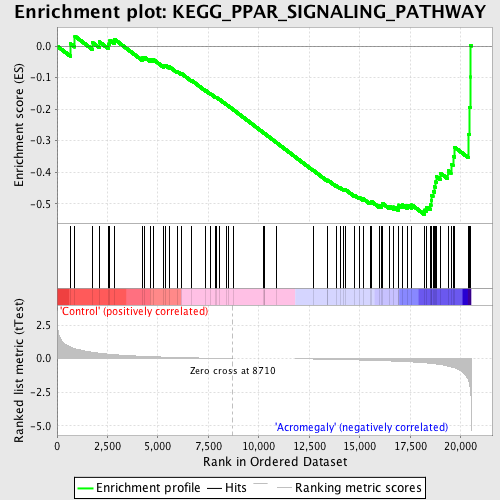 Enrichment plot: KEGG_PPAR_SIGNALING_PATHWAY
Enrichment score (ES)
0.0
-0.1
-0.2
-0.3
-0.4
-0.5
'Control' (positively correlated)
Ranked list metric (tTest)
2.5
0.0
-2.5
-5.0
Zero cross at 8710
'Acromegaly' (negatively correlated)
0
2,500
5,000
7,500
10,000
12,500
15,000
17,500
20,000
Rank in Ordered Dataset
Enrichment profile
Hits
Ranking metric scores